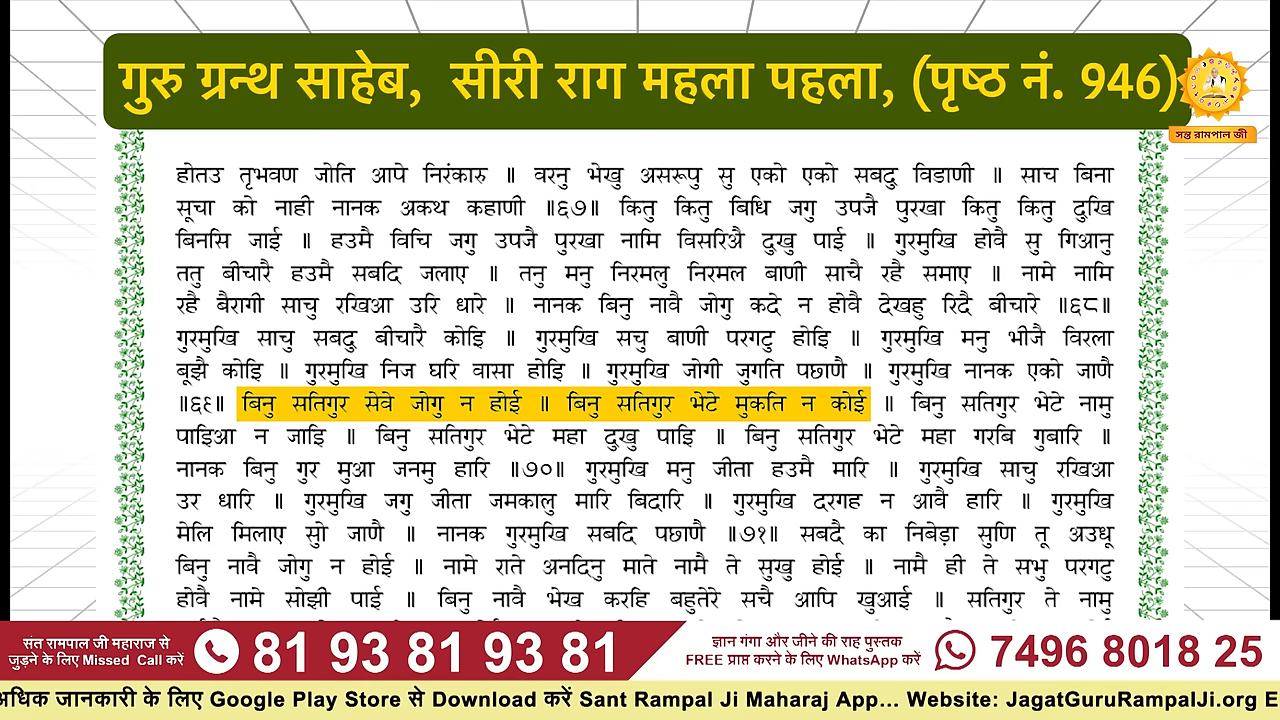 गुरु ग्रन्थ साहेब, सीरी राग महला पहला, (पृष्ठ नं. 946)
सन्त रामपाल जी
होतउ तृभवण जोति आपे निरंकारु ॥ वरनु भेखु असरूपु सु एको एको सबदु विडाणी ॥ साच बिना
सूचा को नाही नानक अकथ कहाणी ॥६७॥ कितु कितु बिधि जगु उपजै पुरखा कितु कितु दुखि
बिनसि जाई ॥ हउमै विचि जगु उपजै पुरखा नामि विसरिऐ दुखु पाई ॥ गुरमुखि होवै सु गिआनु
ततु बीचारै हउमै सबदि जलाए ॥ तनु मनु निरमलु निरमल बाणी साचै रहै समाए ॥ नामे नामि
रहै बैरागी साचु रखिआ उरि धारे ॥ नानक बिनु नावै जोगु कदे न होवै देखहु रिदै बीचारे ॥६८॥
गुरमुखि साचु सबदु बीचारै कोइि ॥ गुरमुखि सचु बाणी परगटु होइि ॥ गुरमुखि मनु भीजै विरला
बूझै कोइि ॥ गुरमुखि निज घरि वासा होइि ॥ गुरमुखि जोगी जुगति पछाणै ॥ गुरमुखि नानक एको जाणै
॥६९॥ बिनु सतिगुर सेवे जोगु न होई ॥ बिनु सतिगुर भेटे मुकति न कोई ॥ बिनु सतिगुर भेटे नामु
पाइिआ न जाइि ॥ बिनु सतिगुर भेटे महा दुखु पाइि ॥ बिनु सतिगुर भेटे महा गरबि गुबारि ॥
नानक बिनु गुर मुआ जनमु हारि ॥७०॥ गुरमुखि मनु जीता हउमै मारि ॥ गुरमुखि साचु रखिआ
उर धारि ॥ गुरमुखि जगु जीता जमकालु मारि बिदारि ॥ गुरमुखि दरगह न आवै हारि ॥ गुरमुखि
मेलि मिलाए सुो जाणै ॥ नानक गुरमुखि सबदि पछाणै ॥७१॥ सबदै का निबेड़ा सुणि तू अउधू
बिनु नावै जोगु न होई ॥ नामे राते अनदिनु माते नामै ते सुखु होई ॥ नामै ही ते सभु परगटु
होवै नामे सोझी पाई ॥ बिनु नावै भेख करहि बहुतेरे सचै आपि खुआई ॥ सतिगुर ते नामु
संत रामपाल जी महाराज से
जुड़ने के लिए Missed Call करें
81 93 81 93 81
ज्ञान गंगा और जीने की राह पुस्तक
FREE प्राप्त करने के लिए WhatsApp करें
7496 8018 25
अधिक जानकारी के लिए Google Play Store से Download करें Sant Rampal Ji Maharaj App... Website: JagatGuruRampalJi.org E